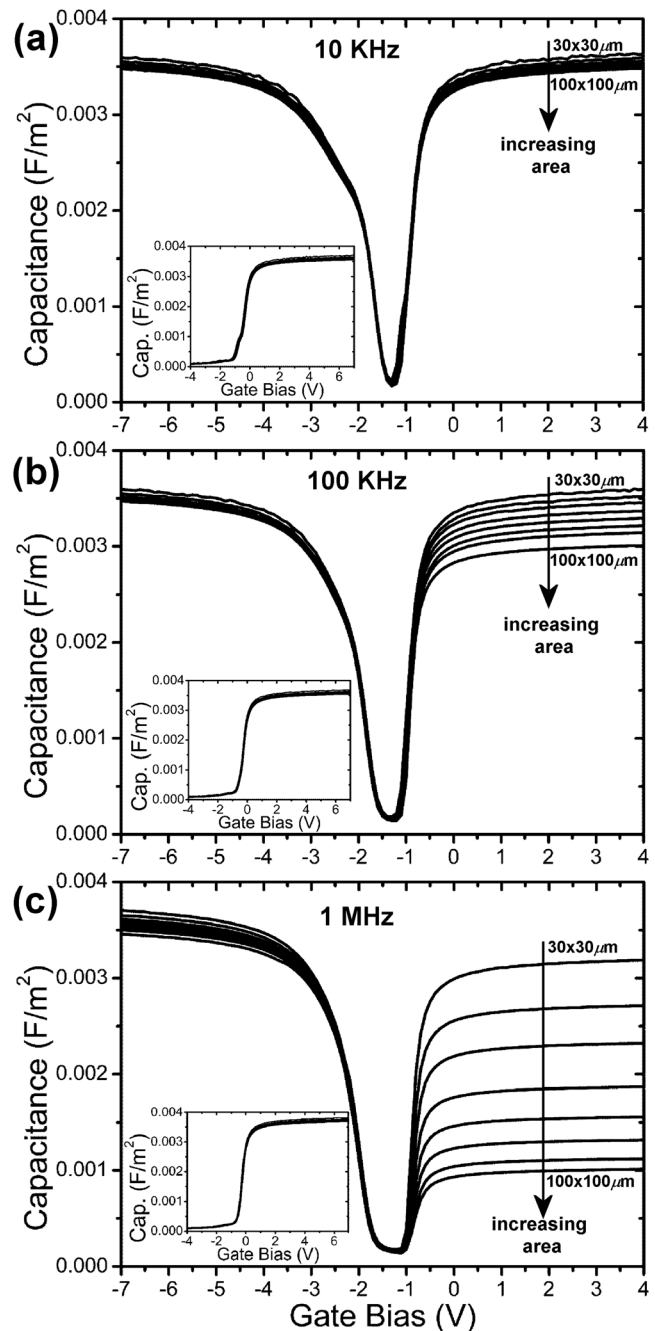 (a)
10 KHz
30x30μm
100x100μm
increasing
area
Capacitance (F/m²)
0.004
0.003
0.002
0.001
0.000
-7 -6 -5 -4 -3 -2 -1 0 1 2 3 4
Cap. (F/m²)
0.004
0.003
0.002
0.001
0.000
-4 -2 0 2 4 6
Gate Bias (V)
(b)
100 KHz
30x30μm
100x100μm
increasing
area
Capacitance (F/m²)
0.004
0.003
0.002
0.001
0.000
-7 -6 -5 -4 -3 -2 -1 0 1 2 3 4
Cap. (F/m²)
0.004
0.003
0.002
0.001
0.000
-4 -2 0 2 4 6
Gate Bias (V)
(c)
1 MHz
30x30μm
100x100μm
increasing
area
Capacitance (F/m²)
0.004
0.003
0.002
0.001
0.000
-7 -6 -5 -4 -3 -2 -1 0 1 2 3 4
Cap. (F/m²)
0.004
0.003
0.002
0.001
0.000
-4 -2 0 2 4 6
Gate Bias (V)
Gate Bias (V)